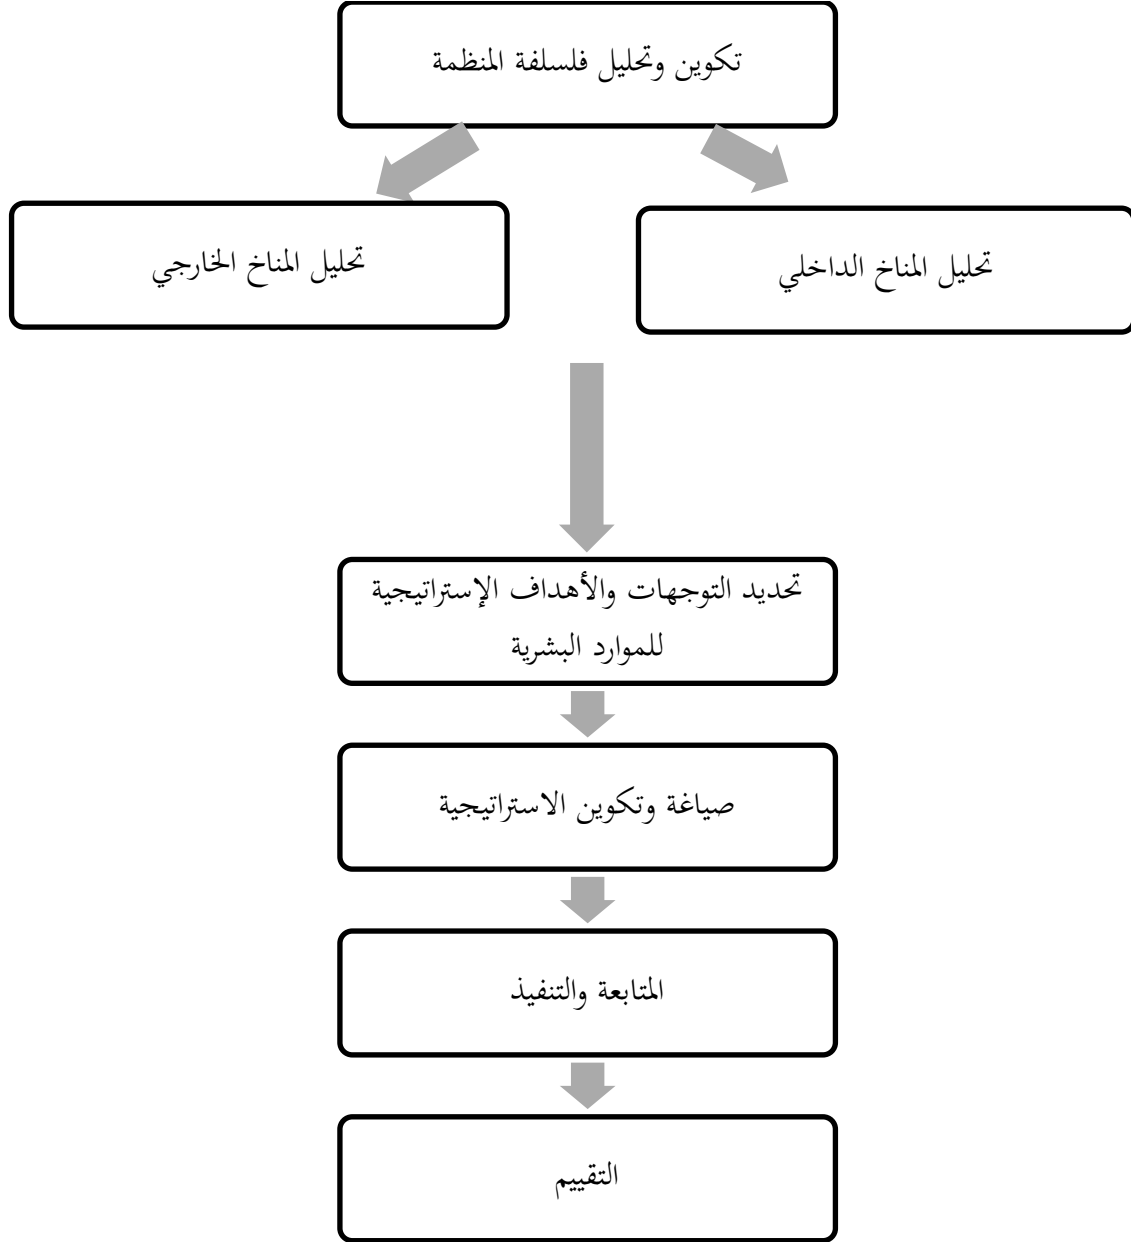 تكوين وتحليل فلسلفة المنظمة
تحليل المناخ الداخلي
تحليل المناخ الخارجي
تحديد التوجهات والأهداف الإستراتيجية
للموارد البشرية
صياغة وتكوين الاستراتيجية
المتابعة والتنفيذ
التقييم